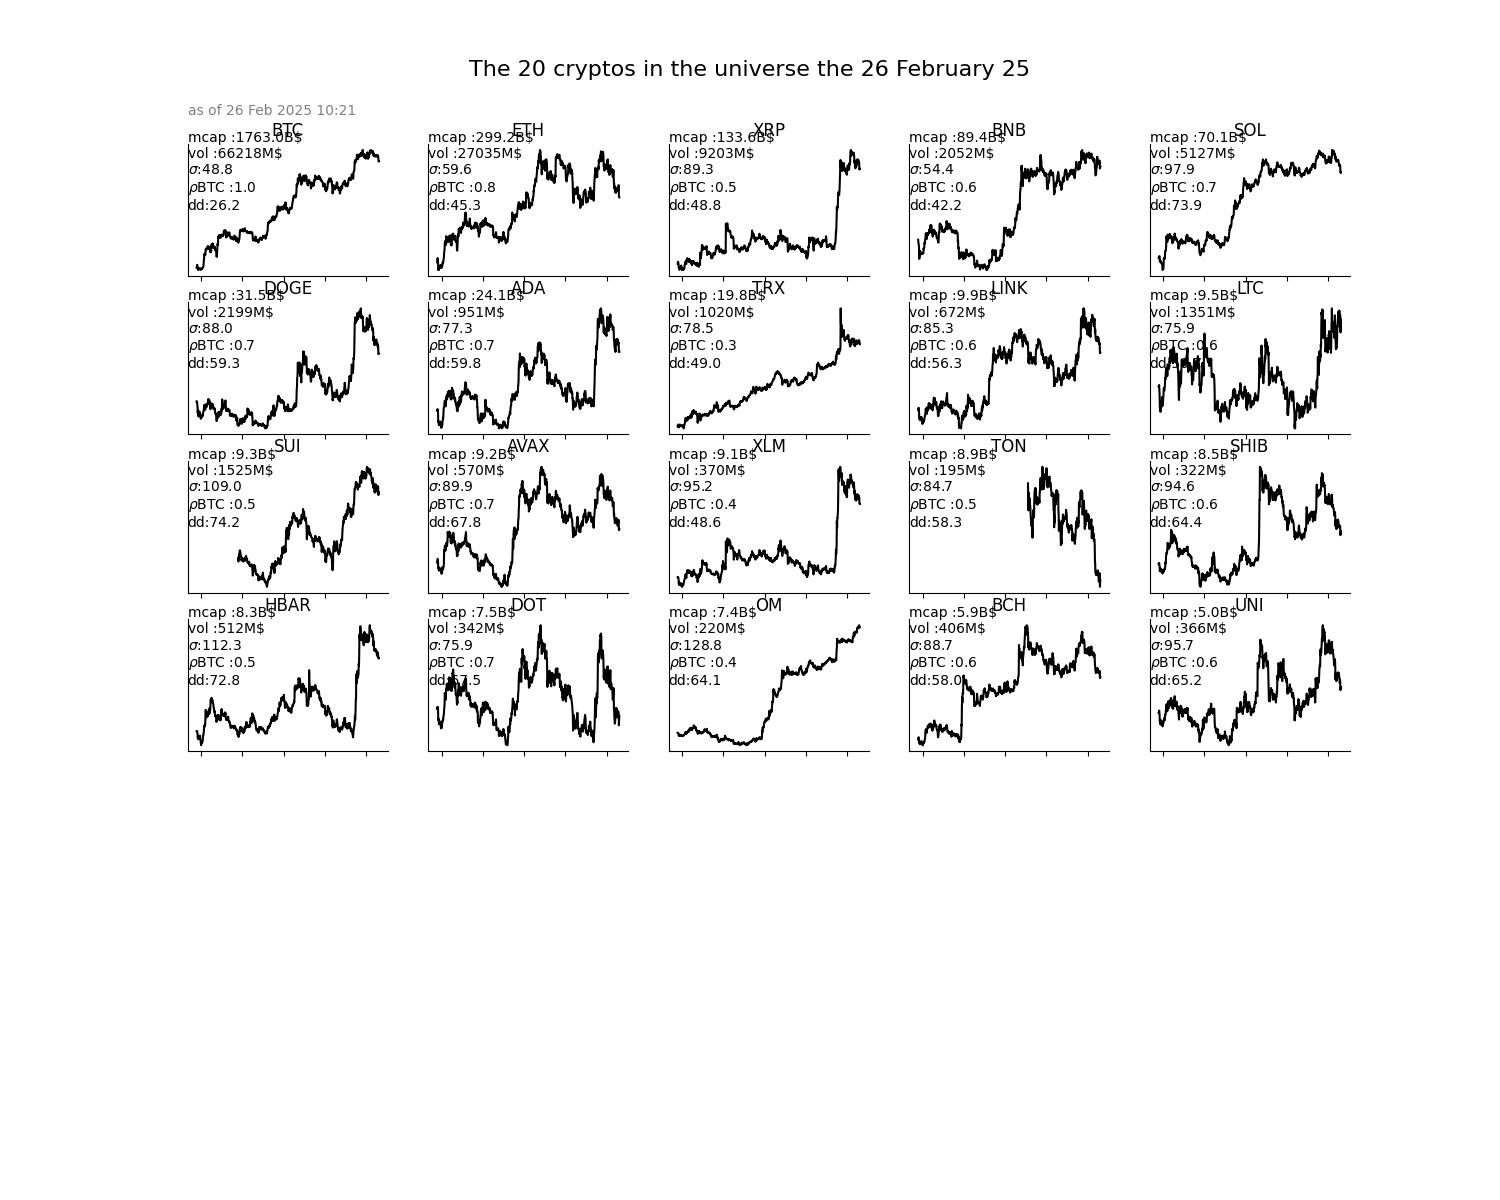 The 20 cryptos in the universe the 26 February 25
as of 26 Feb 2025 10:21
BTC
mcap :1763.0B$
vol :66218M$
σ:48.8
ρBTC :1.0
dd:26.2
ETH
mcap :299.2B$
vol :27035M$
σ:59.6
ρBTC :0.8
dd:45.3
XRP
mcap :133.6B$
vol :9203M$
σ:89.3
ρBTC :0.5
dd:48.8
BNB
mcap :89.4B$
vol :2052M$
σ:54.4
ρBTC :0.6
dd:42.2
SOL
mcap :70.1B$
vol :5127M$
σ:97.9
ρBTC :0.7
dd:73.9
DOGE
mcap :31.5B$
vol :2199M$
σ:88.0
ρBTC :0.7
dd:59.3
ADA
mcap :24.1B$
vol :951M$
σ:77.3
ρBTC :0.7
dd:59.8
TRX
mcap :19.8B$
vol :1020M$
σ:78.5
ρBTC :0.3
dd:49.0
LINK
mcap :9.9B$
vol :672M$
σ:85.3
ρBTC :0.6
dd:56.3
LTC
mcap :9.5B$
vol :1351M$
σ:75.9
ρBTC :0.6
SUI
mcap :9.3B$
vol :1525M$
σ:109.0
ρBTC :0.5
dd:74.2
AVAX
mcap :9.2B$
vol :570M$
σ:89.9
ρBTC :0.7
dd:67.8
XLM
mcap :9.1B$
vol :370M$
σ:95.2
ρBTC :0.4
dd:48.6
TON
mcap :8.9B$
vol :195M$
σ:84.7
ρBTC :0.5
dd:58.3
SHIB
mcap :8.5B$
vol :322M$
σ:94.6
ρBTC :0.6
dd:64.4
HBAR
mcap :8.3B$
vol :512M$
σ:112.3
ρBTC :0.5
dd:72.8
DOT
mcap :7.5B$
vol :342M$
σ:75.9
ρBTC :0.7
dd:67.5
OM
mcap :7.4B$
vol :220M$
σ:128.8
ρBTC :0.4
dd:64.1
BCH
mcap :5.9B$
vol :406M$
σ:88.7
ρBTC :0.6
dd:58.0
UNI
mcap :5.0B$
vol :366M$
σ:95.7
ρBTC :0.6
dd:65.2